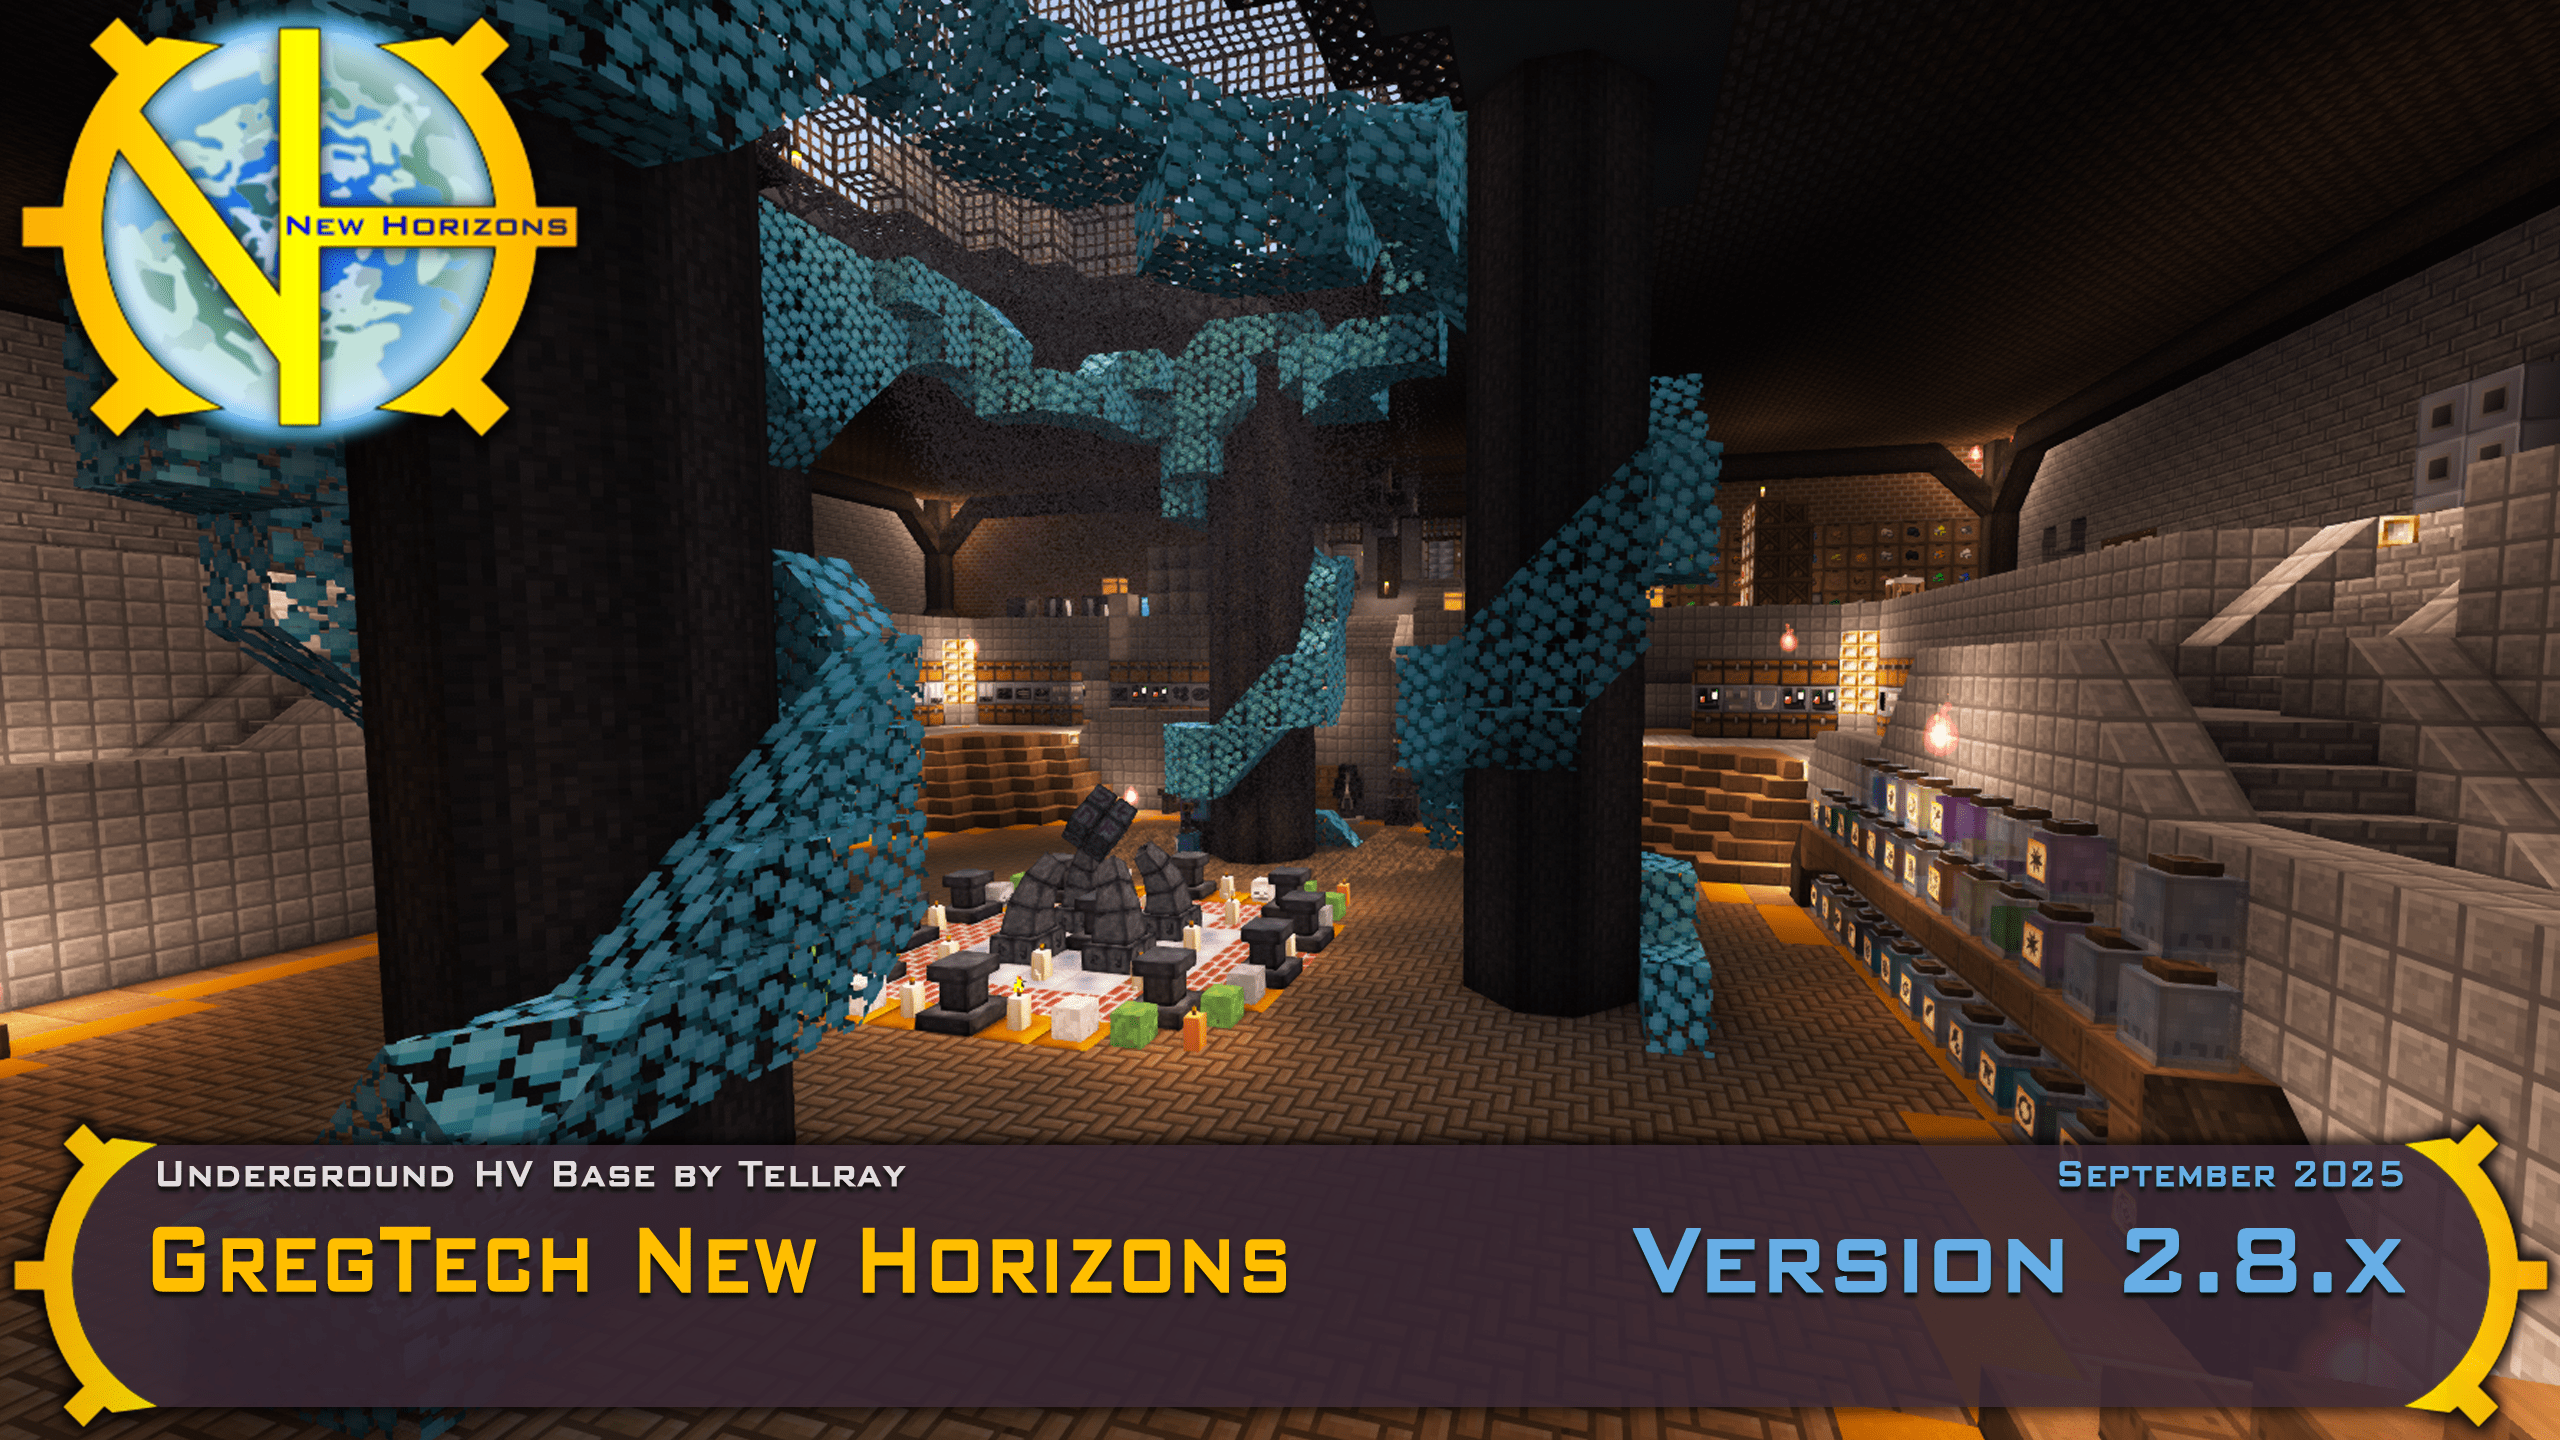 New Horizons
Underground HV Base by Tellray
September 2025
GregTech New Horizons
Version 2.8.x